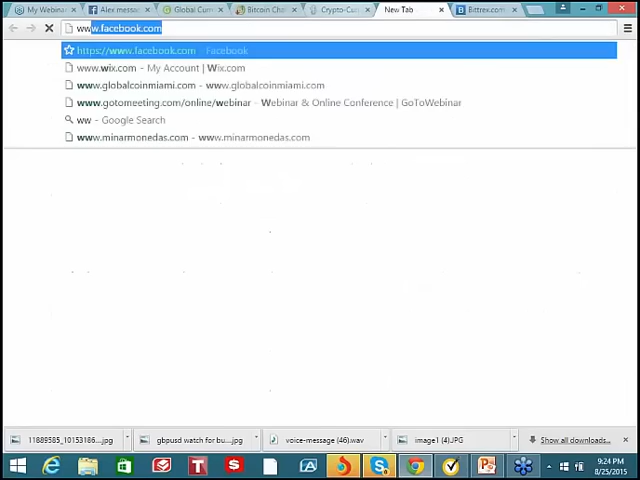 My Webina
Alex messa
Global Curr
Bitcoin Cha
Crypto-Cur
New Tab
Bittrex.com
www.facebook.com
https://www.facebook.com - Facebook
www.wix.com - My Account | Wix.com
www.globalcoinmiami.com - www.globalcoinmiami.com
www.gotomeeting.com/online/webinar - Webinar & Online Conference | GoToWebinar
ww - Google Search
www.minarmonedas.com - www.minarmonedas.com
11889585_10153186....jpg
gbpusd watch for bu....jpg
voice-message (46).wav
image1 (4).JPG
Show all downloads...
9:24 PM
8/25/2015